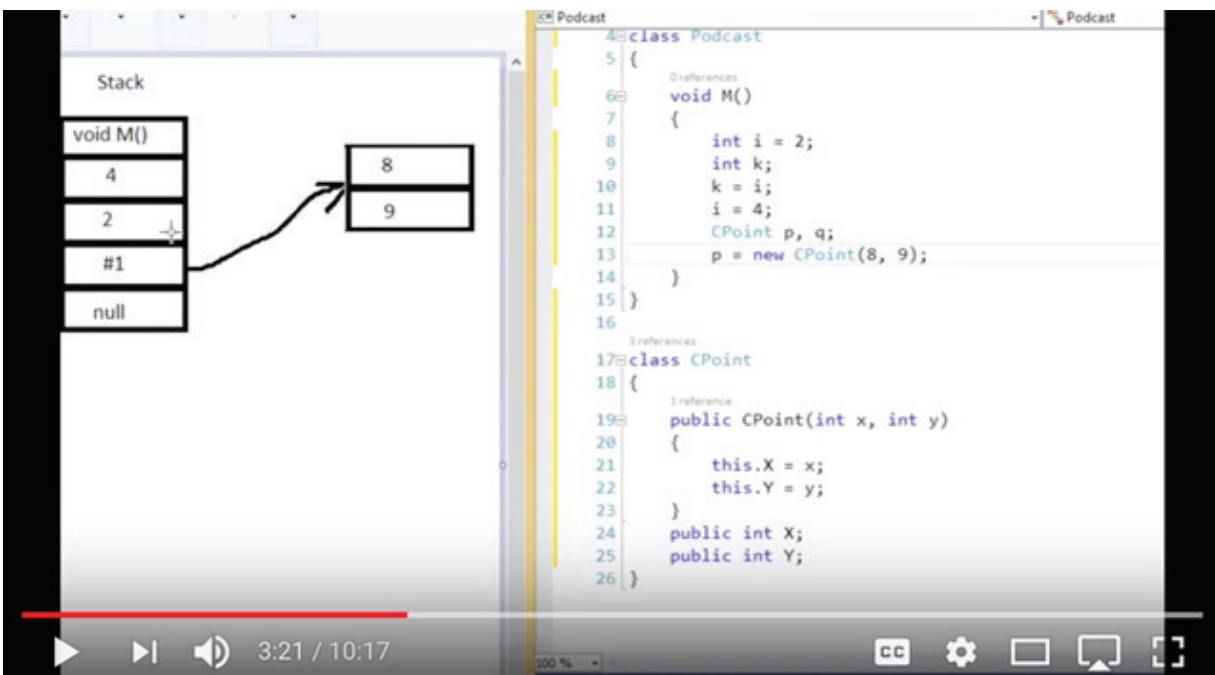 Stack
void M()
4
2
#1
null
8
9
Podcast
Podcast
4 class Podcast
5 {
0 references
6 void M()
7 {
8 int i = 2;
9 int k;
10 k = i;
11 i = 4;
12 CPoint p, q;
13 p = new CPoint(8, 9);
14 }
15 }
16
3 references
17 class CPoint
18 {
1 reference
19 public CPoint(int x, int y)
20 {
21 this.X = x;
22 this.Y = y;
23 }
24 public int X;
25 public int Y;
26 }
3:21 / 10:17
100 %
CC